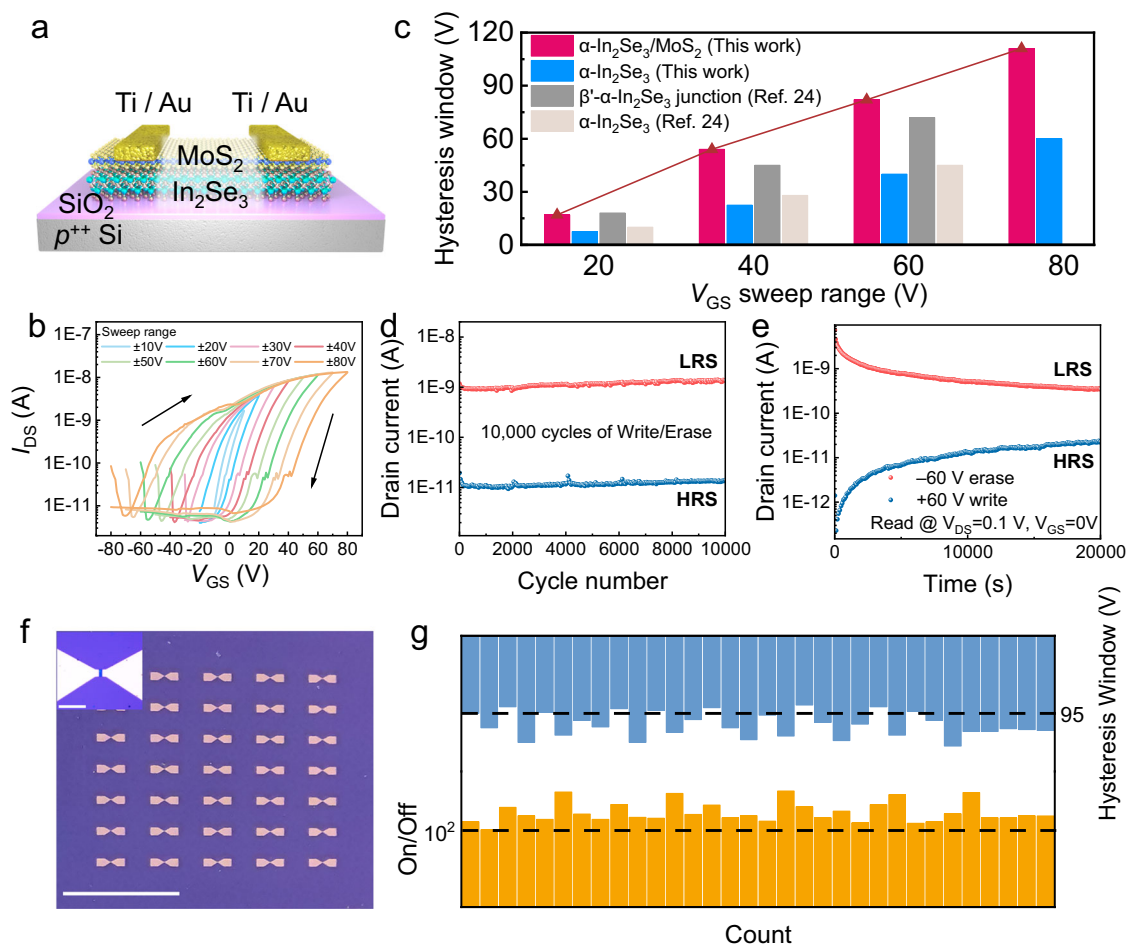 a
Ti / Au Ti / Au
MoS₂
In₂Se₃
SiO₂
p⁺⁺ Si
c
Hysteresis window (V)
120
90
60
30
0
α-In₂Se₃/MoS₂ (This work)
α-In₂Se₃ (This work)
β'-α-In₂Se₃ junction (Ref. 24)
α-In₂Se₃ (Ref. 24)
20 40 60 80
V_GS sweep range (V)
b
I_DS (A)
1E-7
1E-8
1E-9
1E-10
1E-11
Sweep range
±10V ±20V ±30V ±40V
±50V ±60V ±70V ±80V
-80 -60 -40 -20 0 20 40 60 80
V_GS (V)
d
Drain current (A)
1E-8
1E-9
1E-10
1E-11
LRS
10,000 cycles of Write/Erase
HRS
0 2000 4000 6000 8000 10000
Cycle number
e
Drain current (A)
1E-9
1E-10
1E-11
1E-12
LRS
HRS
–60 V erase
+60 V write
Read @ V_DS=0.1 V, V_GS=0V
0 10000 20000
Time (s)
f
g
On/Off
10²
95
Hysteresis Window (V)
Count